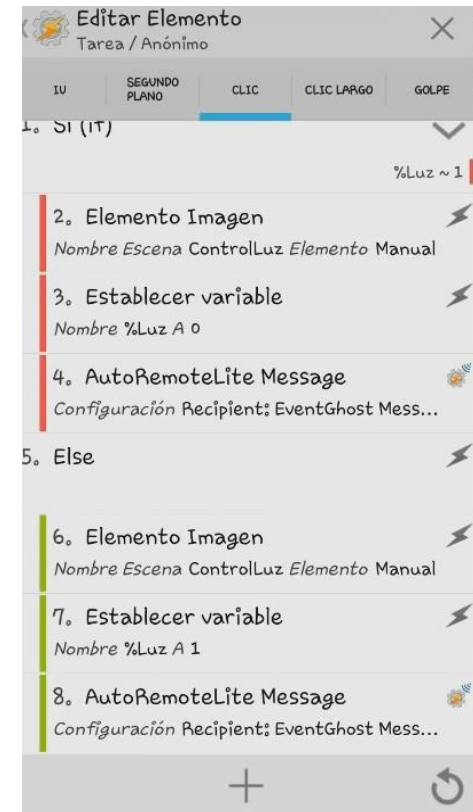 Editar Elemento
Tarea / Anónimo
IU
SEGUNDO
PLANO
CLIC
CLIC LARGO
GOLPE
1. Si (if)
%Luz ~ 1
2. Elemento Imagen
Nombre Escena ControlLuz Elemento Manual
3. Establecer variable
Nombre %Luz A 0
4. AutoRemoteLite Message
Configuración Recipient: EventGhost Mess...
5. Else
6. Elemento Imagen
Nombre Escena ControlLuz Elemento Manual
7. Establecer variable
Nombre %Luz A 1
8. AutoRemoteLite Message
Configuración Recipient: EventGhost Mess...